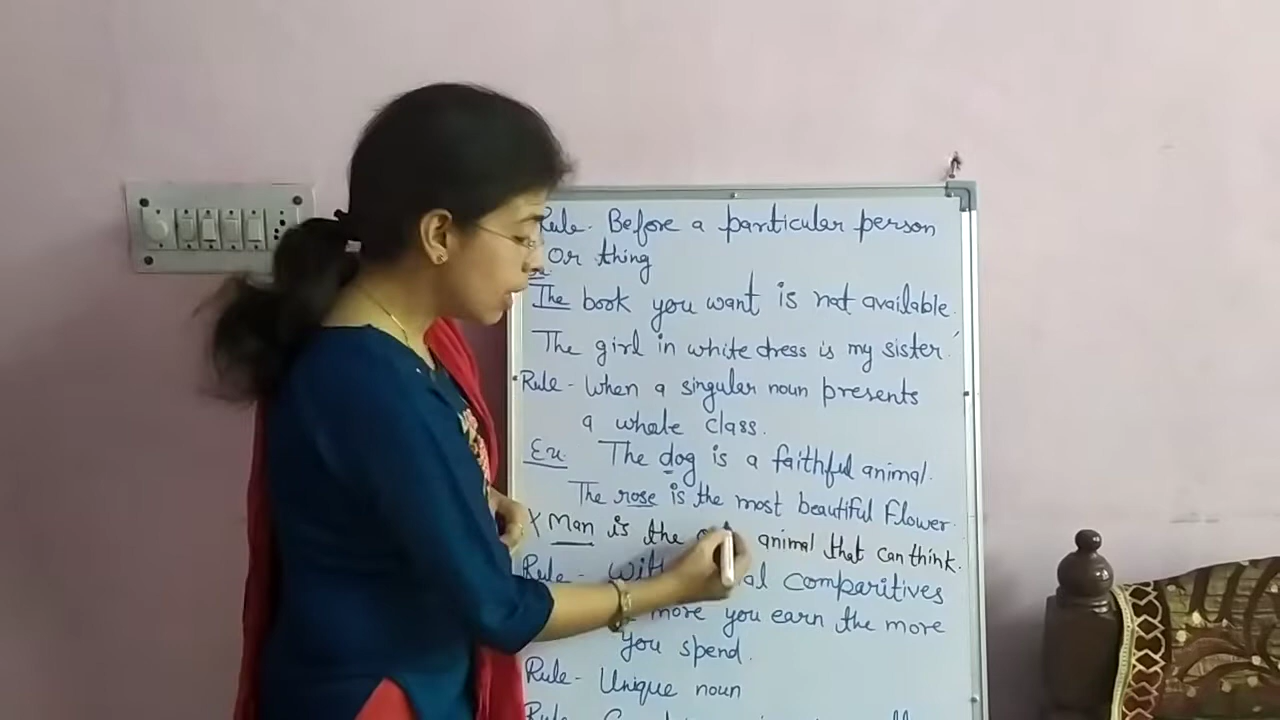 Rule- Before a particular person
Or thing
The book you want is not available.
The girl in white dress is my sister.
Rule- When a singular noun presents
a whole class.
Ex. The dog is a faithful animal.
The rose is the most beautiful flower.
X Man is the animal that can think.
Rule- comparitives
more you earn the more
you spend.
Rule- Unique noun